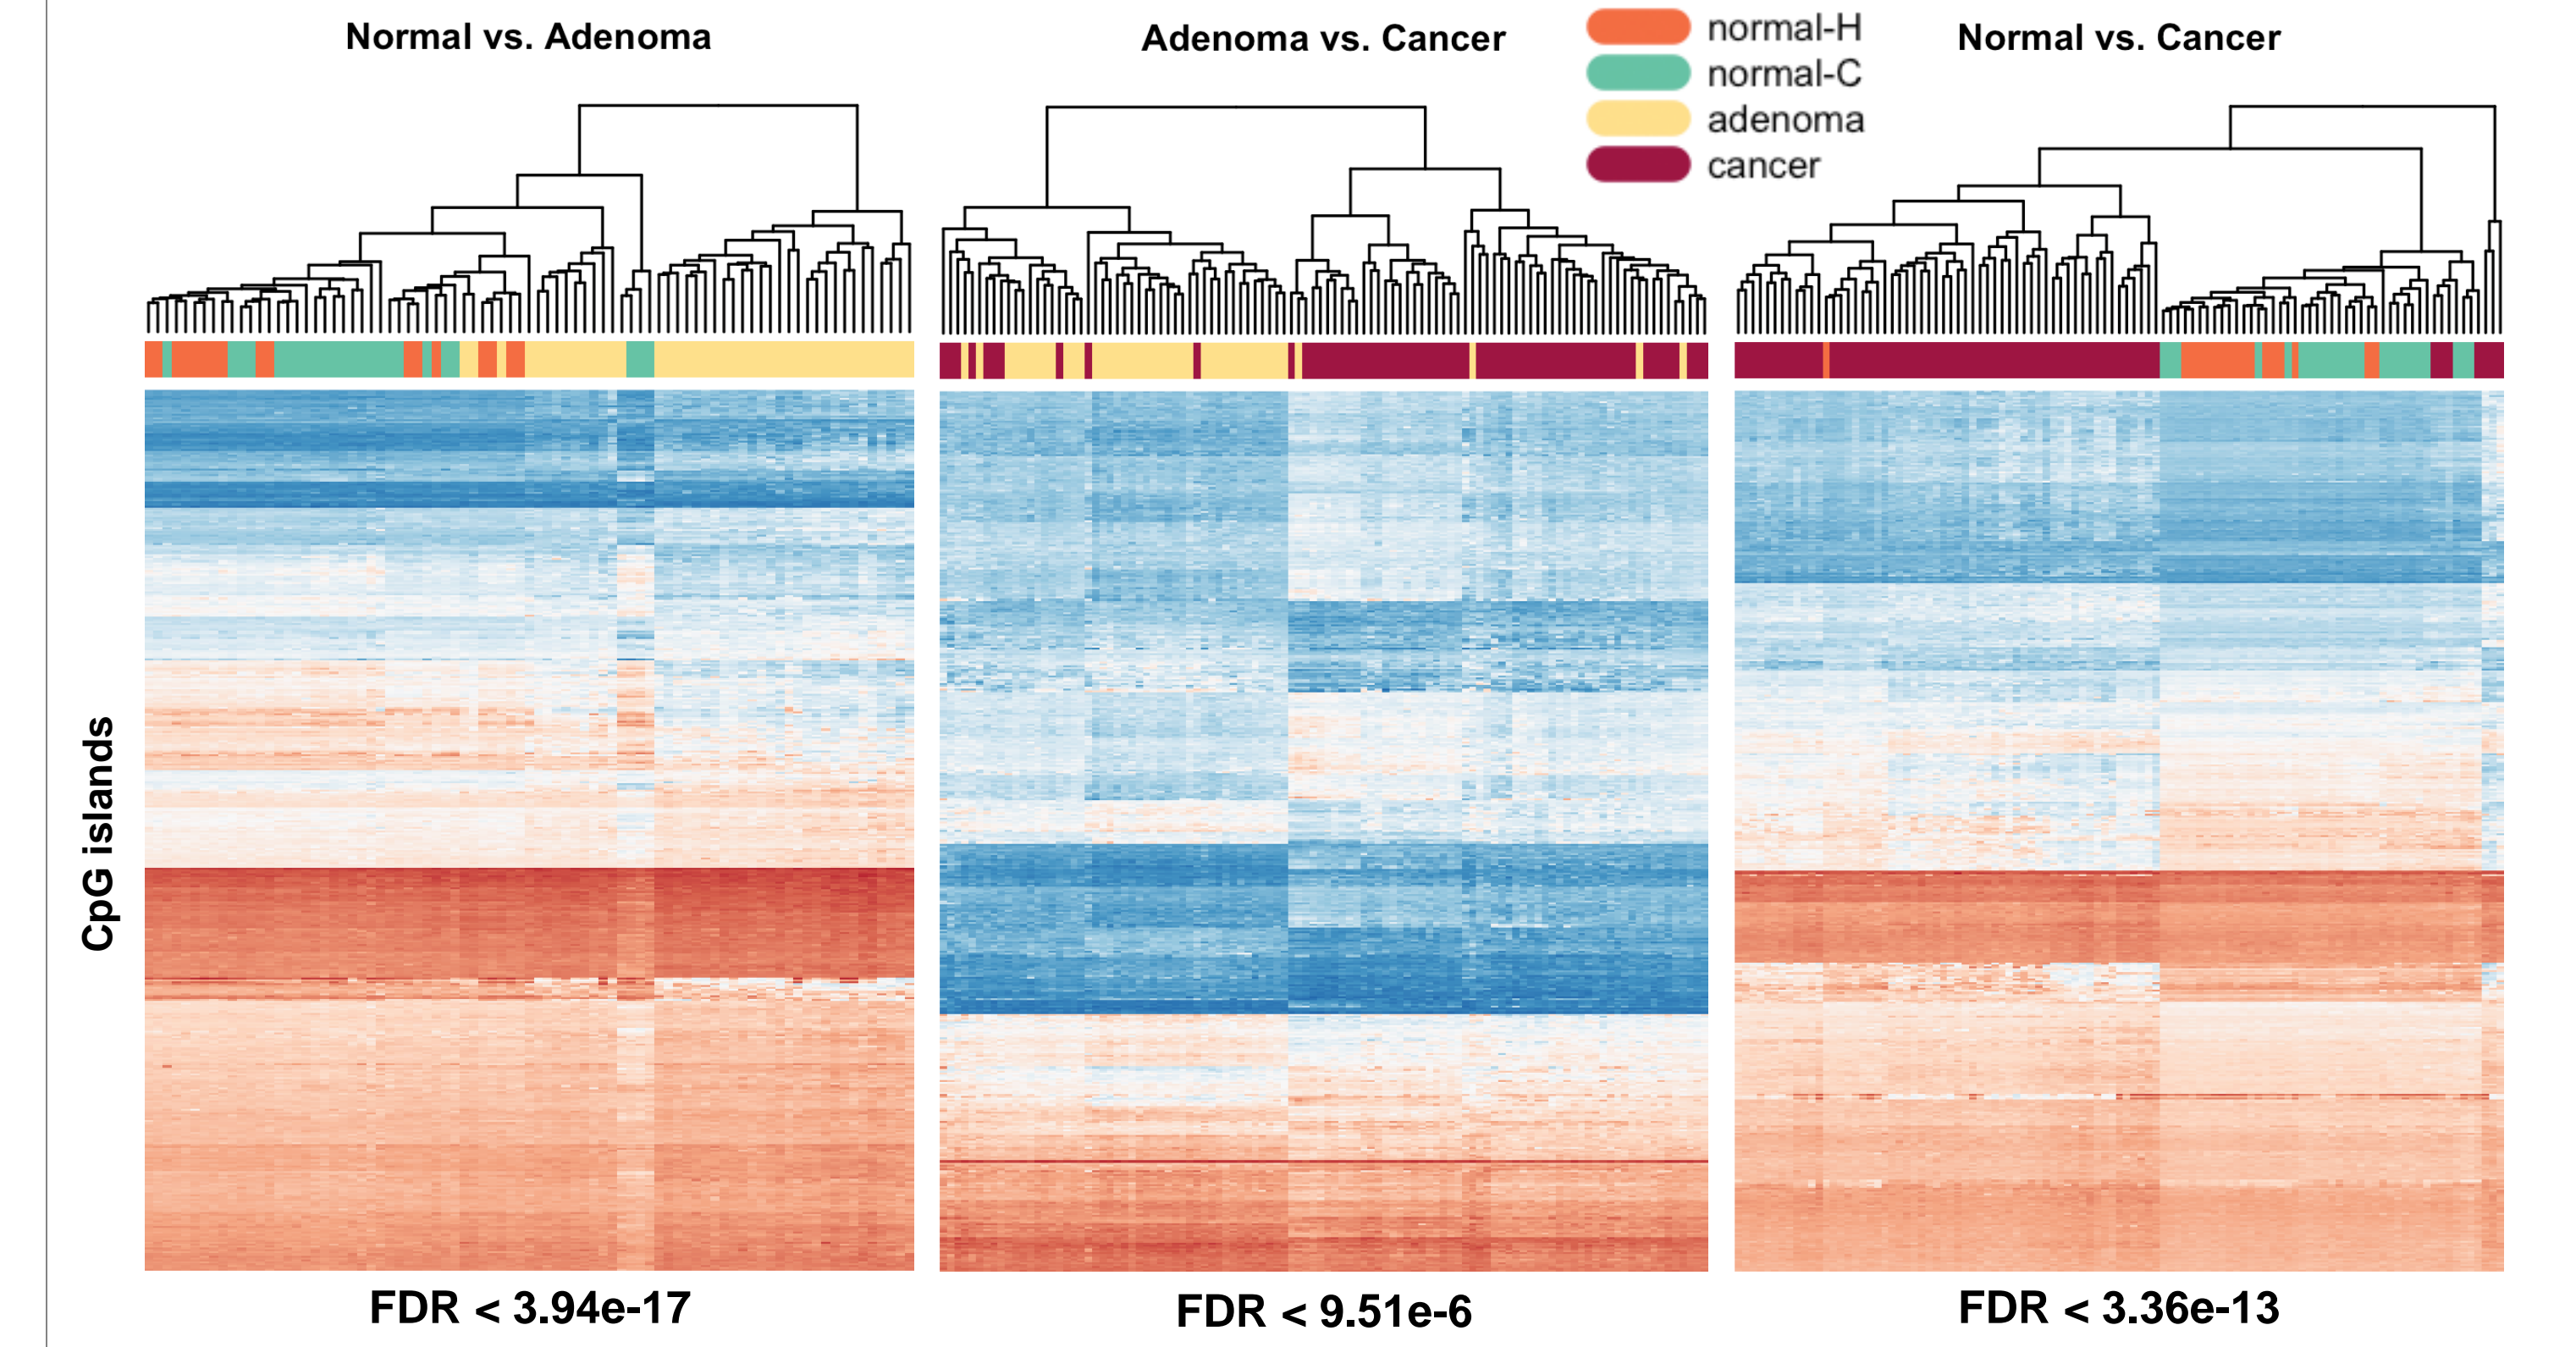 Normal vs. Adenoma
Adenoma vs. Cancer
normal-H
normal-C
adenoma
cancer
Normal vs. Cancer
CpG islands
FDR < 3.94e-17
FDR < 9.51e-6
FDR < 3.36e-13